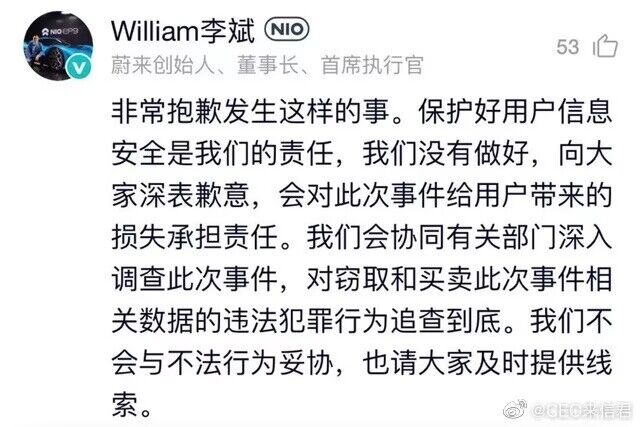 NIO EP9
William李斌 NIO
蔚来创始人、董事长、首席执行官
53
非常抱歉发生这样的事。保护好用户信息
安全是我们的责任，我们没有做好，向大
家深表歉意，会对此次事件给用户带来的
损失承担责任。我们会协同有关部门深入
调查此次事件，对窃取和买卖此次事件相
关数据的违法犯罪行为追查到底。我们不
会与不法行为妥协，也请大家及时提供线
索。
@CEO来信君